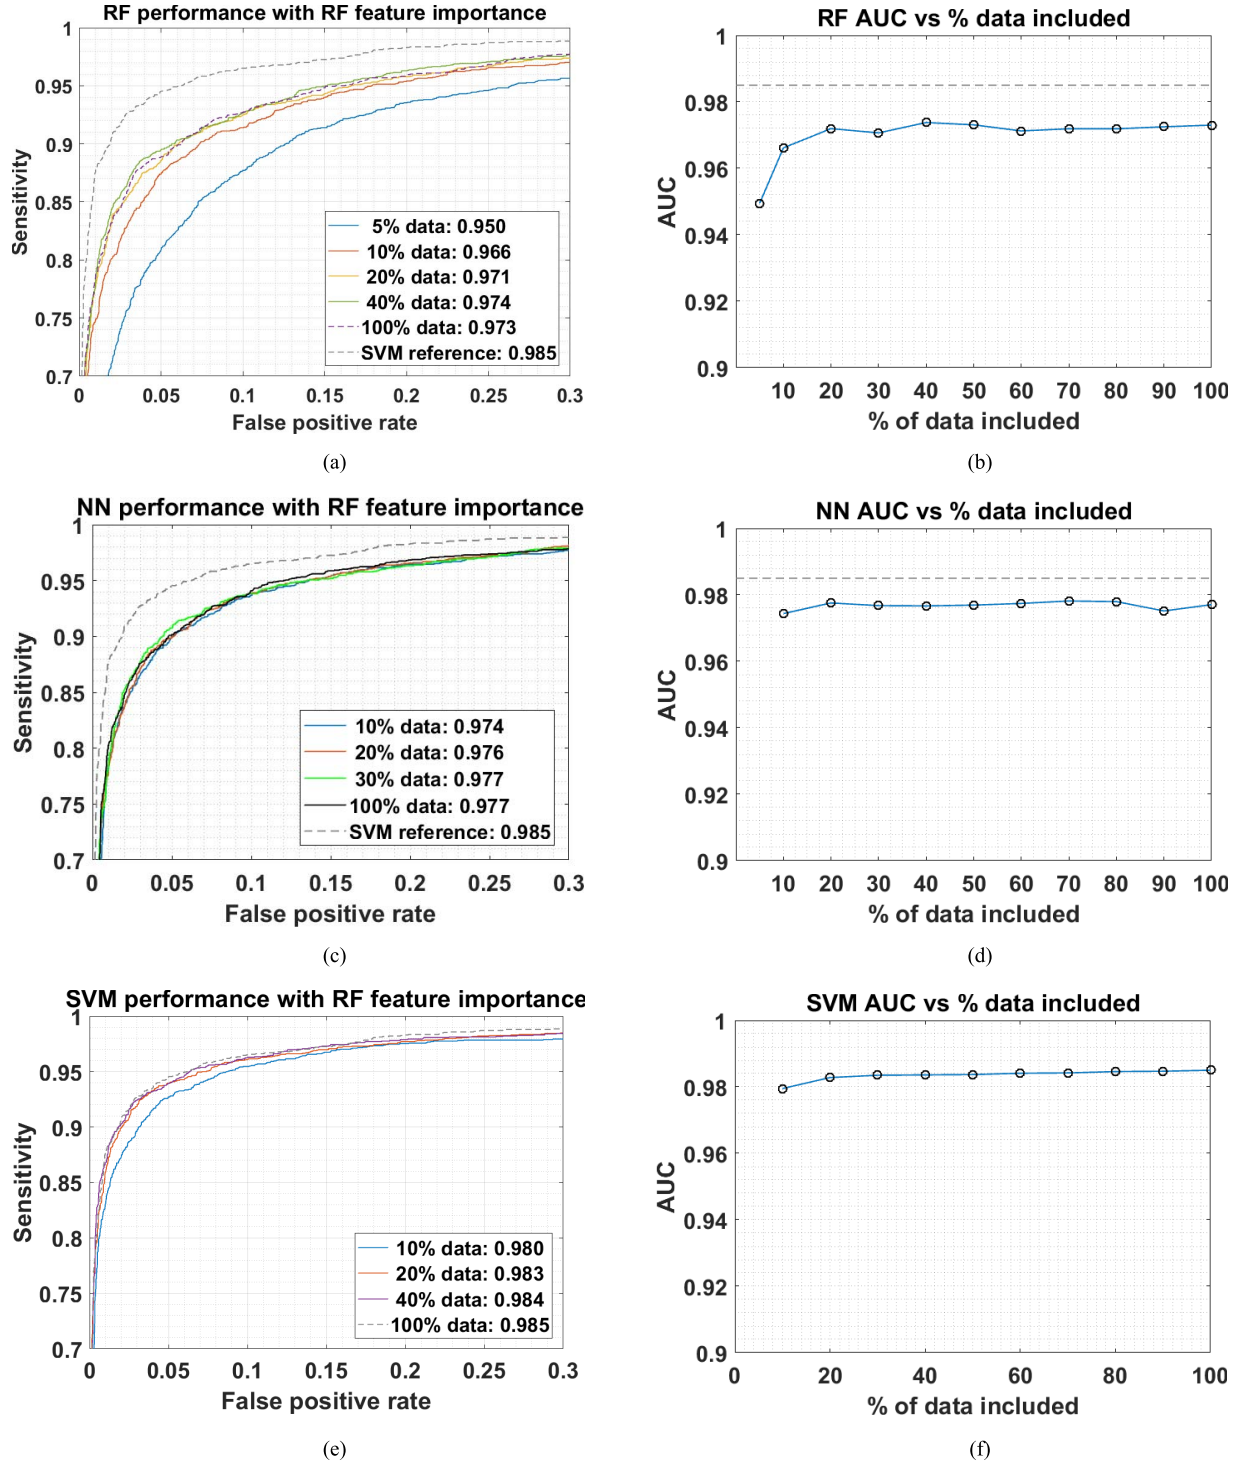 RF performance with RF feature importance
1
0.95
0.9
0.85
0.8
0.75
0.7
Sensitivity
5% data: 0.950
10% data: 0.966
20% data: 0.971
40% data: 0.974
100% data: 0.973
SVM reference: 0.985
0 0.05 0.1 0.15 0.2 0.25 0.3
False positive rate
(a)
RF AUC vs % data included
1
0.98
0.96
0.94
0.92
0.9
AUC
10 20 30 40 50 60 70 80 90 100
% of data included
(b)
NN performance with RF feature importance
1
0.95
0.9
0.85
0.8
0.75
0.7
Sensitivity
10% data: 0.974
20% data: 0.976
30% data: 0.977
100% data: 0.977
SVM reference: 0.985
0 0.05 0.1 0.15 0.2 0.25 0.3
False positive rate
(c)
NN AUC vs % data included
1
0.98
0.96
0.94
0.92
0.9
AUC
10 20 30 40 50 60 70 80 90 100
% of data included
(d)
SVM performance with RF feature importance
1
0.95
0.9
0.85
0.8
0.75
0.7
Sensitivity
10% data: 0.980
20% data: 0.983
40% data: 0.984
100% data: 0.985
0 0.05 0.1 0.15 0.2 0.25 0.3
False positive rate
(e)
SVM AUC vs % data included
1
0.98
0.96
0.94
0.92
0.9
AUC
0 20 40 60 80 100
% of data included
(f)